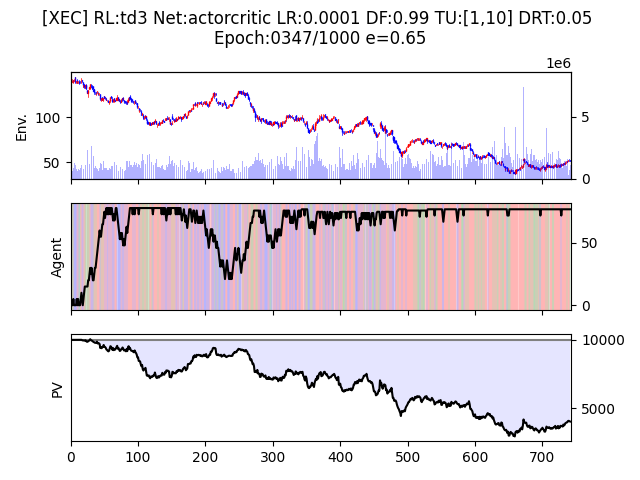 [XEC] RL:td3 Net:actorcritic LR:0.0001 DF:0.99 TU:[1,10] DRT:0.05
Epoch:0347/1000 e=0.65
1e6
Env.
100
50
5
0
Agent
50
0
PV
10000
5000
0 100 200 300 400 500 600 700